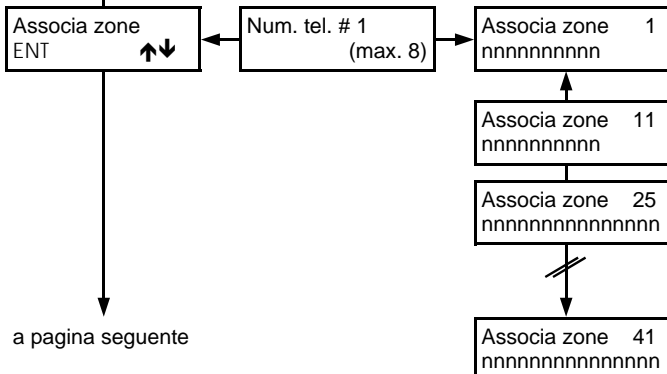 Associa zone
ENT
Num. tel. # 1
(max. 8)
Associa zone 1
nnnnnnnnnn
Associa zone 11
nnnnnnnnnn
Associa zone 25
nnnnnnnnnnnnnnn
a pagina seguente
Associa zone 41
nnnnnnnnnnnnnnn